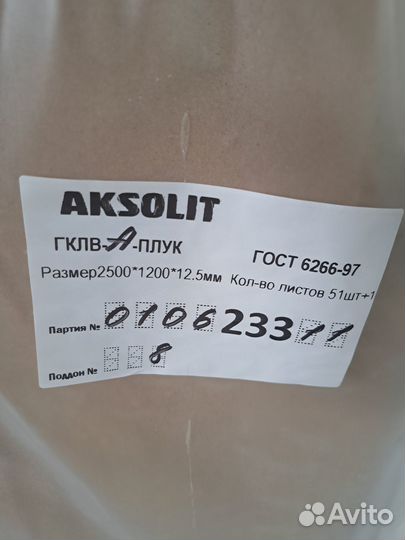 AKSOLIT
ГКЛВ-А-ПЛУК
ГОСТ 6266-97
Размер2500*1200*12.5мм Кол-во листов 51шт+1
Партия № 010623311
Поддон № 8
Avito